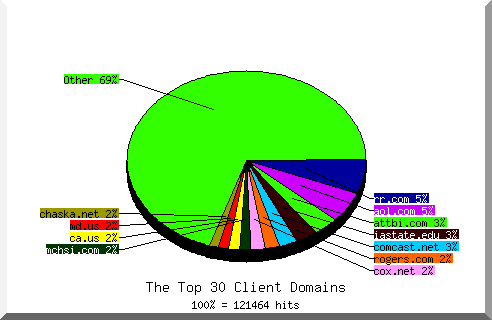 Other 69%
rr.com 5%
aol.com 5%
attbi.com 3%
iastate.edu 3%
comcast.net 3%
rogers.com 2%
cox.net 2%
chaska.net 2%
md.us 2%
ca.us 2%
mchsi.com 2%
The Top 30 Client Domains
100% = 121464 hits